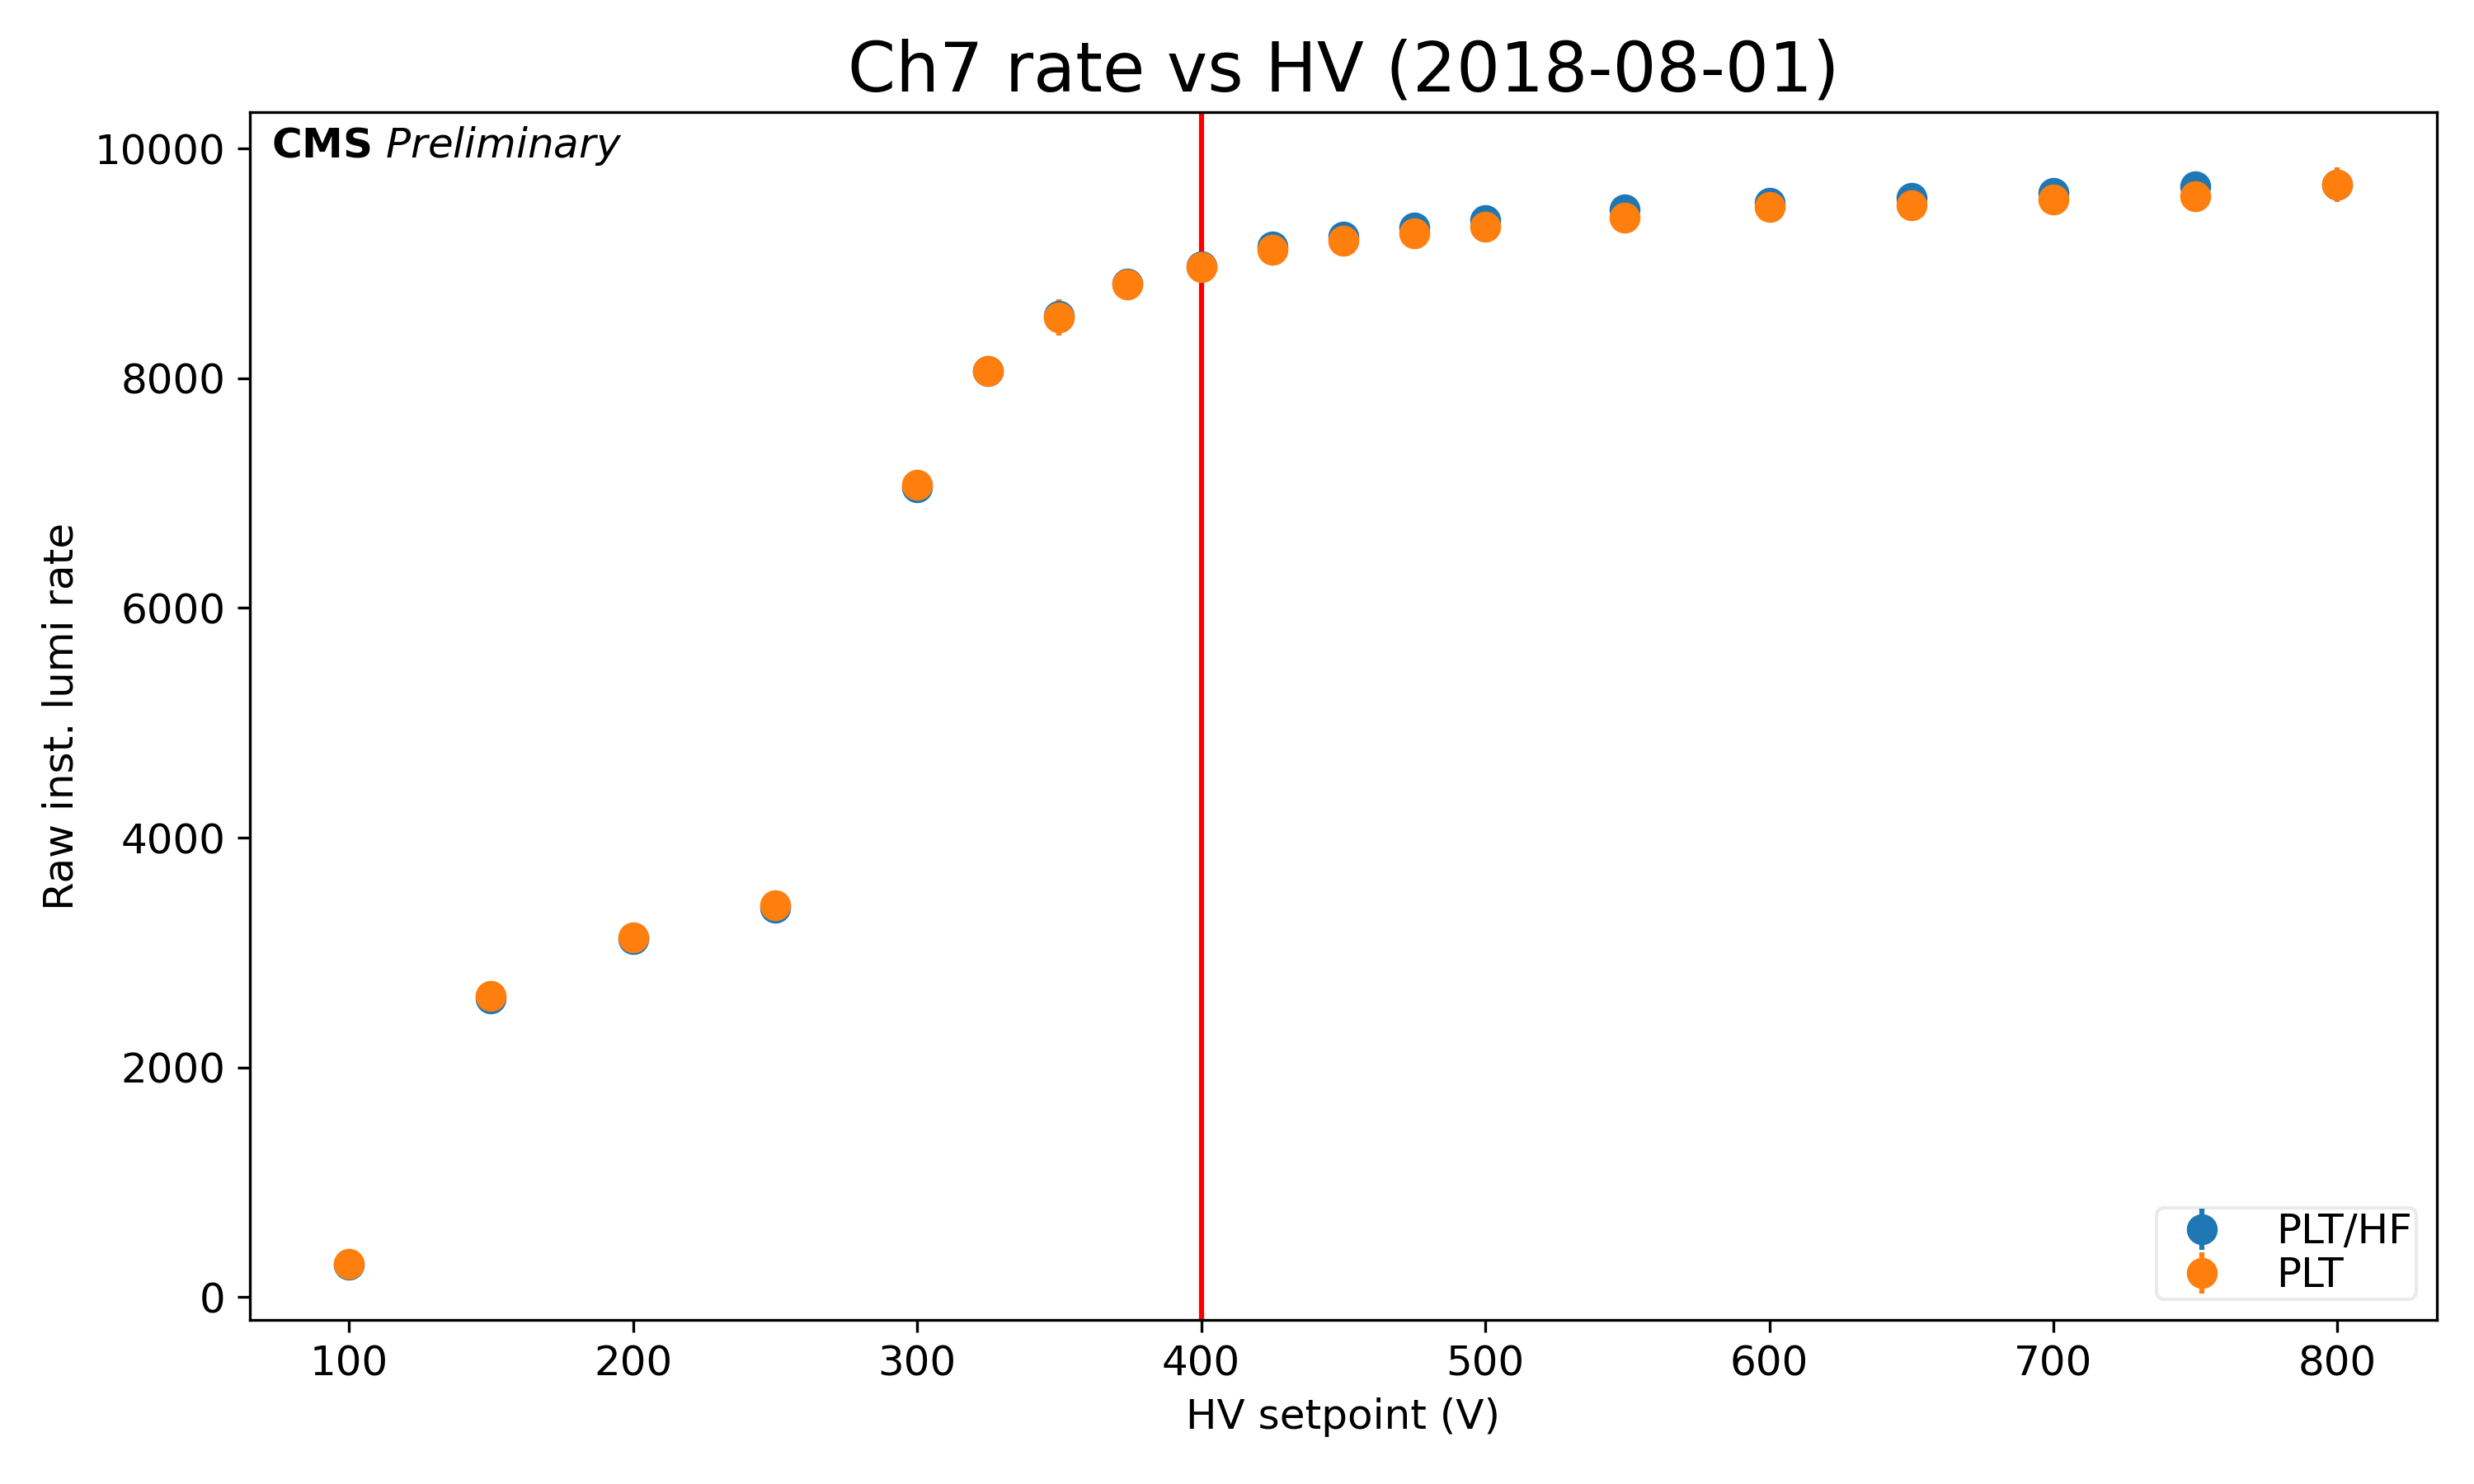 Ch7 rate vs HV (2018-08-01)
CMS Preliminary
10000
8000
6000
4000
2000
0
Raw inst. lumi rate
100 200 300 400 500 600 700 800
HV setpoint (V)
PLT/HF
PLT